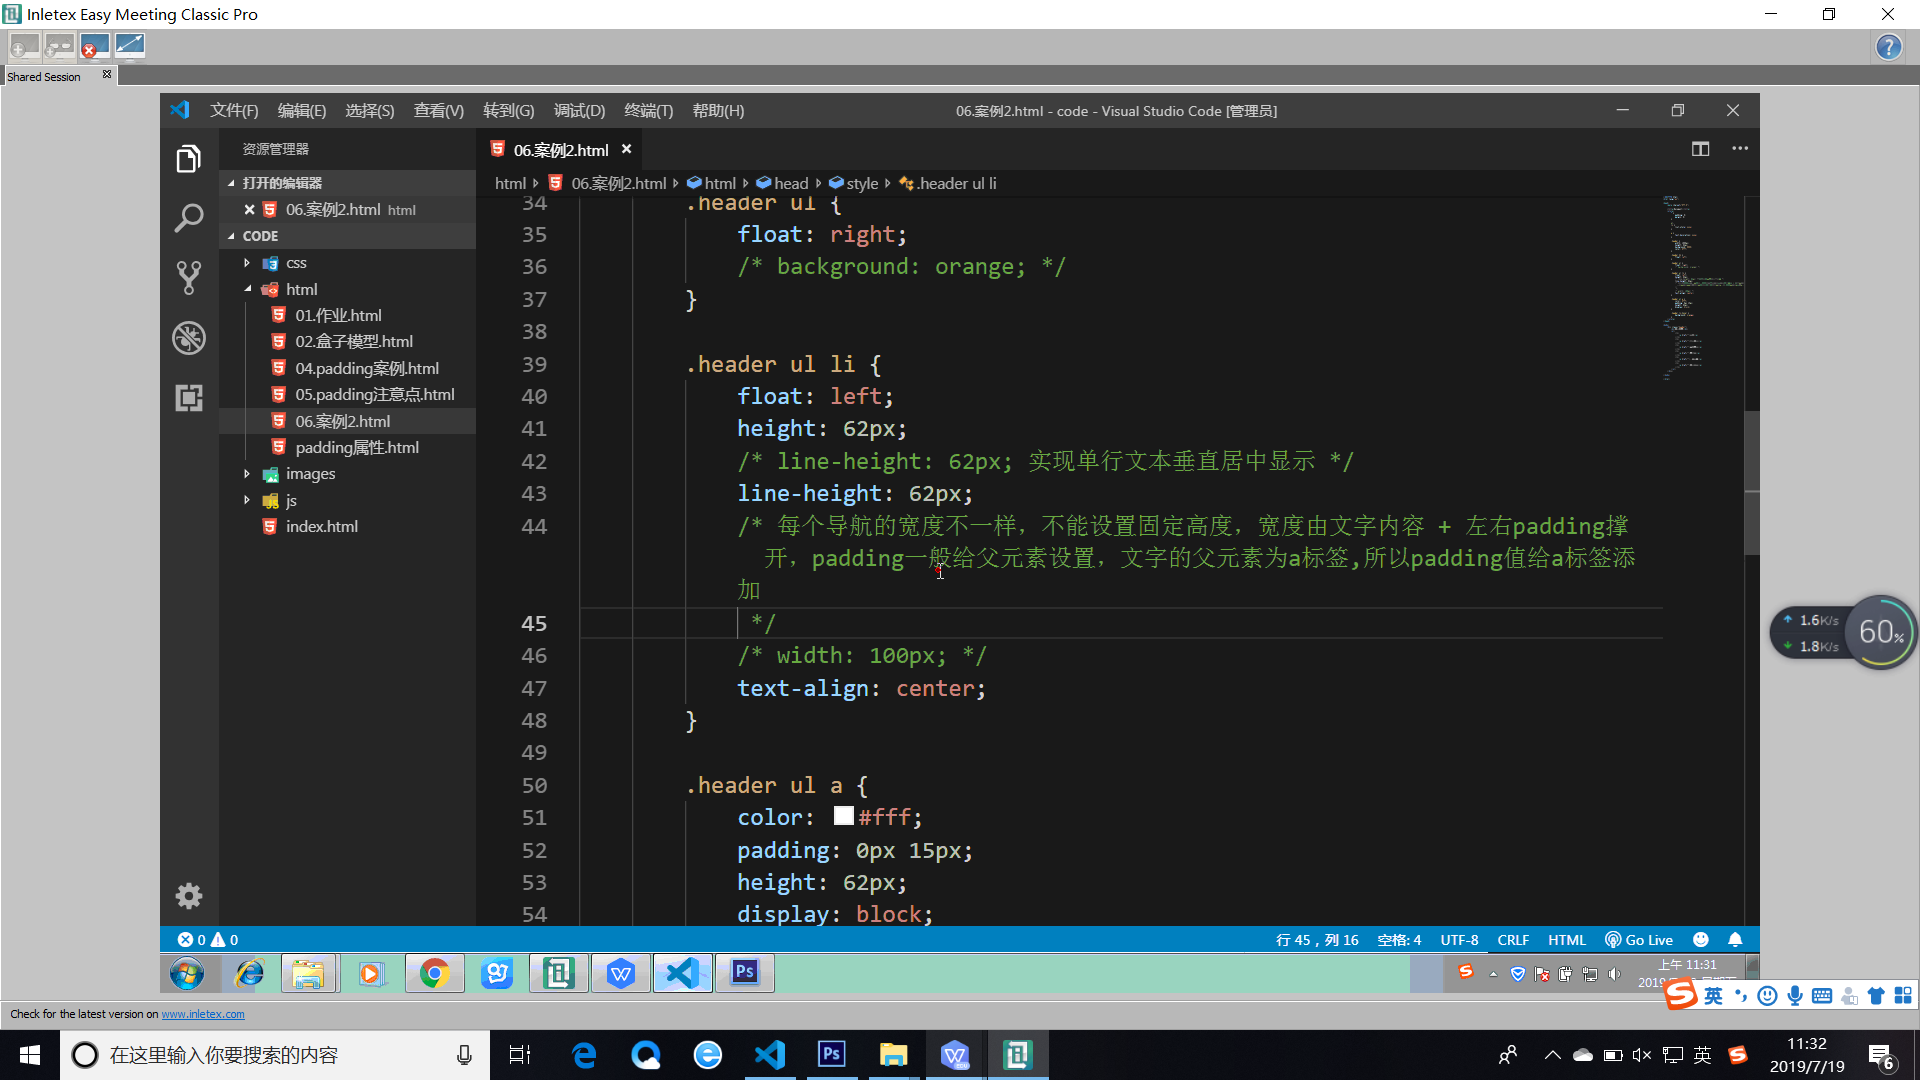 Inletex Easy Meeting Classic Pro
Shared Session
文件(F) 编辑(E) 选择(S) 查看(V) 转到(G) 调试(D) 终端(T) 帮助(H)
06.案例2.html - code - Visual Studio Code [管理员]
资源管理器
06.案例2.html
打开的编辑器
html 06.案例2.html html head style .header ul li
06.案例2.html html
CODE
css
html
01.作业.html
02.盒子模型.html
04.padding案例.html
05.padding注意点.html
06.案例2.html
padding属性.html
images
js
index.html
34 .header ul {
35 float: right;
36 /* background: orange; */
37 }
38
39 .header ul li {
40 float: left;
41 height: 62px;
42 /* line-height: 62px; 实现单行文本垂直居中显示 */
43 line-height: 62px;
44 /* 每个导航的宽度不一样，不能设置固定高度，宽度由文字内容 + 左右padding撑
开，padding一般给父元素设置，文字的父元素为a标签,所以padding值给a标签添
加
45 */
46 /* width: 100px; */
47 text-align: center;
48 }
49
50 .header ul a {
51 color: #fff;
52 padding: 0px 15px;
53 height: 62px;
54 display: block;
1.6K/s
1.8K/s
60%
0 0
行 45，列 16 空格: 4 UTF-8 CRLF HTML Go Live
上午 11:31
英
Check for the latest version on www.inletex.com
在这里输入你要搜索的内容
英
11:32
2019/7/19
6